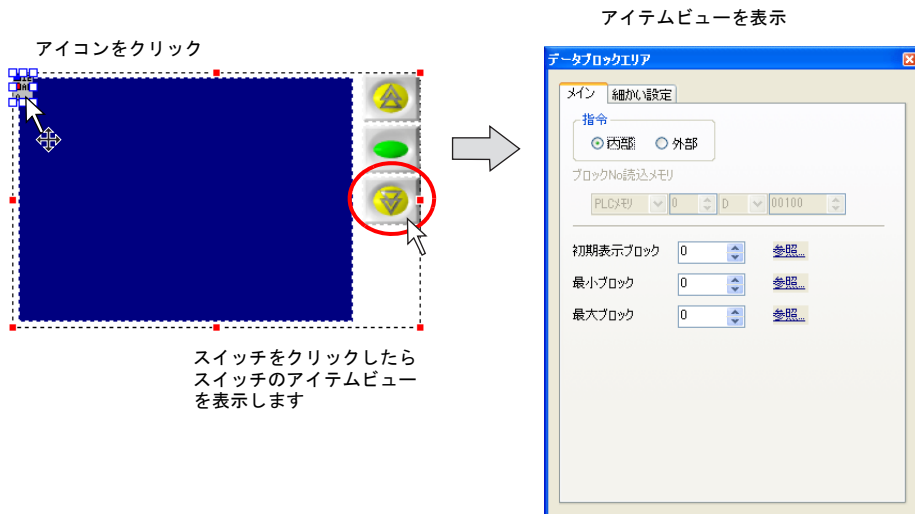 アイテムビューを表示
アイコンをクリック
データブロックエリア
メイン 細かい設定
指令
内部 外部
ブロックNo読込メモリ
PLCメモリ 0 D 00100
初期表示ブロック 0 参照...
最小ブロック 0 参照...
最大ブロック 0 参照...
スイッチをクリックしたら
スイッチのアイテムビュー
を表示します